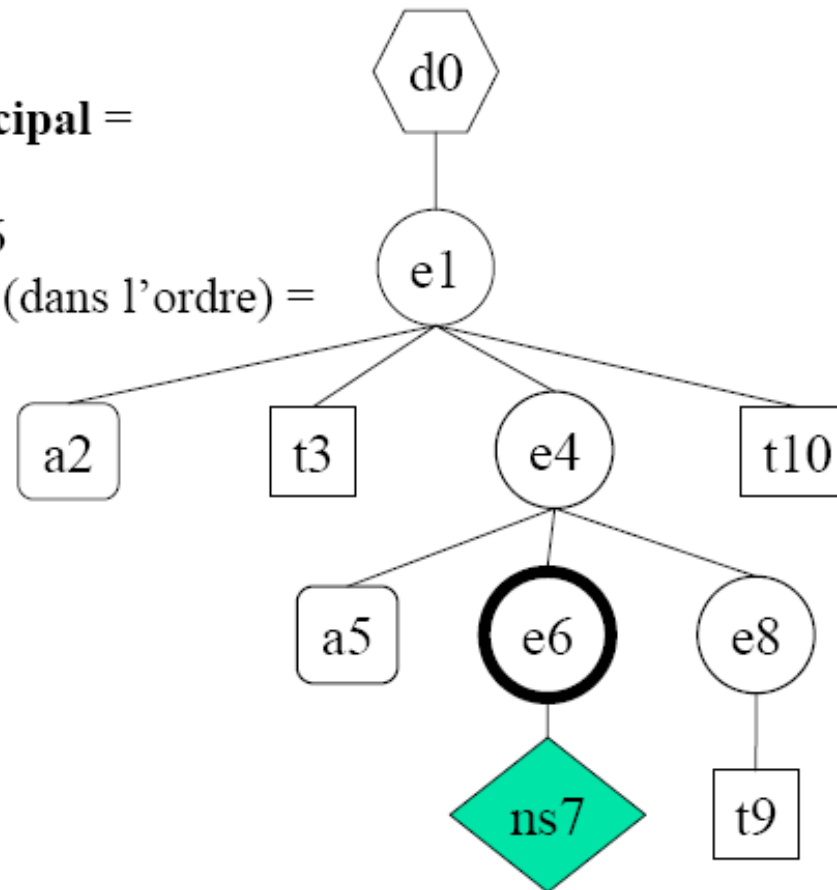 d0
cipal =
e1
(dans l’ordre) =
a2 t3 e4 t10
a5 e6 e8
ns7 t9